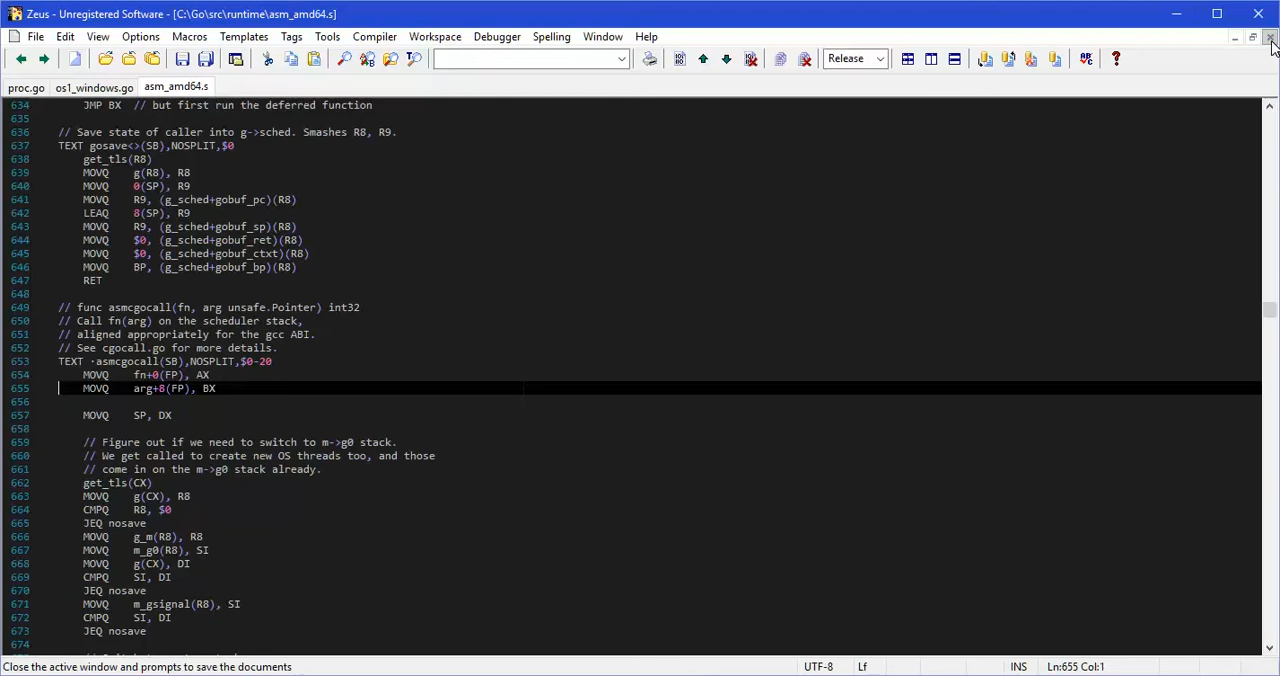 Zeus - Unregistered Software - [C:\Go\src\runtime\asm_amd64.s]
File Edit View Options Macros Templates Tags Tools Compiler Workspace Debugger Spelling Window Help
Release
proc.go os1_windows.go asm_amd64.s
634 JMP BX // but first run the deferred function
635
636 // Save state of caller into g->sched. Smashes R8, R9.
637 TEXT gosave<>(SB),NOSPLIT,$0
638 get_tls(R8)
639 MOVQ g(R8), R8
640 MOVQ 0(SP), R9
641 MOVQ R9, (g_sched+gobuf_pc)(R8)
642 LEAQ 8(SP), R9
643 MOVQ R9, (g_sched+gobuf_sp)(R8)
644 MOVQ $0, (g_sched+gobuf_ret)(R8)
645 MOVQ $0, (g_sched+gobuf_ctxt)(R8)
646 MOVQ BP, (g_sched+gobuf_bp)(R8)
647 RET
648
649 // func asmcgocall(fn, arg unsafe.Pointer) int32
650 // Call fn(arg) on the scheduler stack,
651 // aligned appropriately for the gcc ABI.
652 // See cgocall.go for more details.
653 TEXT ·asmcgocall(SB),NOSPLIT,$0-20
654 MOVQ fn+0(FP), AX
655 MOVQ arg+8(FP), BX
656
657 MOVQ SP, DX
658
659 // Figure out if we need to switch to m->g0 stack.
660 // We get called to create new OS threads too, and those
661 // come in on the m->g0 stack already.
662 get_tls(CX)
663 MOVQ g(CX), R8
664 CMPQ R8, $0
665 JEQ nosave
666 MOVQ g_m(R8), R8
667 MOVQ m_g0(R8), SI
668 MOVQ g(CX), DI
669 CMPQ SI, DI
670 JEQ nosave
671 MOVQ m_gsignal(R8), SI
672 CMPQ SI, DI
673 JEQ nosave
674
Close the active window and prompts to save the documents UTF-8 Lf INS Ln:655 Col:1